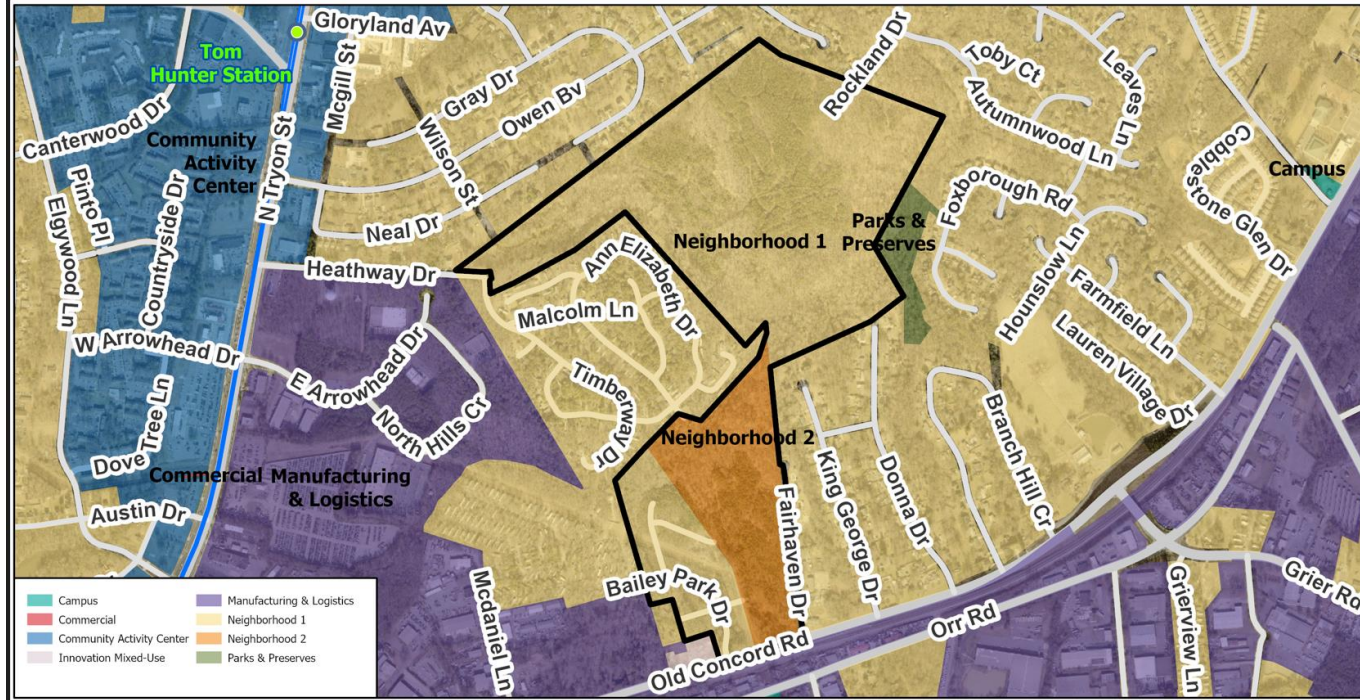 Gloryland Av
Tom
Hunter Station
Mcgill St
Gray Dr
Owen Bv
Wilson St
Neal Dr
Canterwood Dr
Community
Activity
Center
N Tryon St
Pinto Pl
Elgywood Ln
Countryside Dr
Heathway Dr
W Arrowhead Dr
E Arrowhead Dr
North Hills Cr
Dove Tree Ln
Commercial
Manufacturing
& Logistics
Austin Dr
Rockland Dr
Toby Ct
Leaves Ln
Autumnwood Ln
Foxborough Rd
Cobblestone Glen Dr
Campus
Parks &
Preserves
Neighborhood 1
Ann Elizabeth Dr
Malcolm Ln
Timberway Dr
Hounslow Ln
Farmfield Ln
Lauren Village Dr
Neighborhood 2
Fairhaven Dr
King George Dr
Donna Dr
Branch Hill Cr
Bailey Park Dr
Mcdaniel Ln
Old Concord Rd
Orr Rd
Grierview Ln
Grier Rd
Campus
Commercial
Community Activity Center
Innovation Mixed-Use
Manufacturing & Logistics
Neighborhood 1
Neighborhood 2
Parks & Preserves